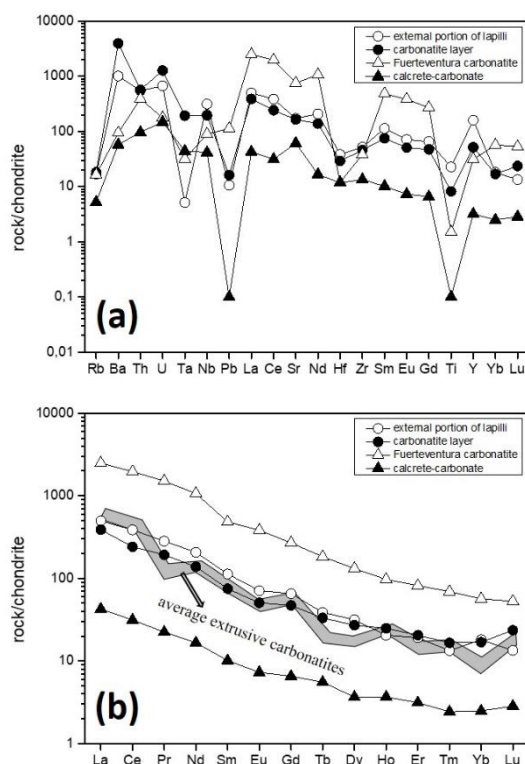 (a)
external portion of lapilli
carbonatite layer
Fuerteventura carbonatite
calcrete-carbonate
rock/chondrite
10000
1000
100
10
1
0,1
0,01
Rb Ba Th U Ta Nb Pb La Ce Sr Nd Hf Zr Sm Eu Gd Ti Y Yb Lu
(b)
external portion of lapilli
carbonatite layer
Fuerteventura carbonatite
calcrete-carbonate
rock/chondrite
10000
1000
100
10
1
average extrusive carbonatites
La Ce Pr Nd Sm Eu Gd Tb Dy Ho Er Tm Yb Lu